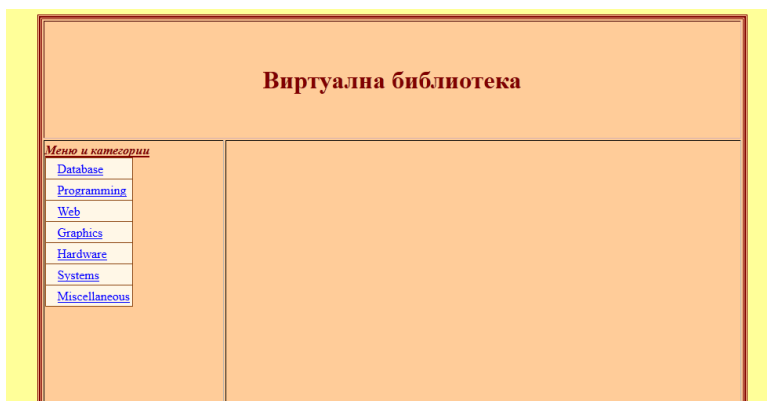 Виртуална библиотека
Меню и категории
Database
Programming
Web
Graphics
Hardware
Systems
Miscellaneous